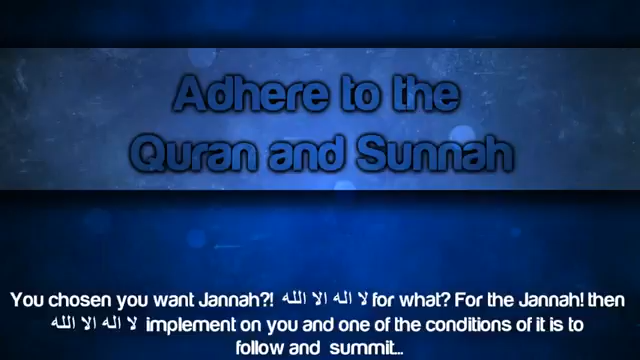 Adhere to the
Quran and Sunnah
You chosen you want Jannah?! لا اله الا الله for what? For the Jannah! then
لا اله الا الله implement on you and one of the conditions of it is to
follow and summit...